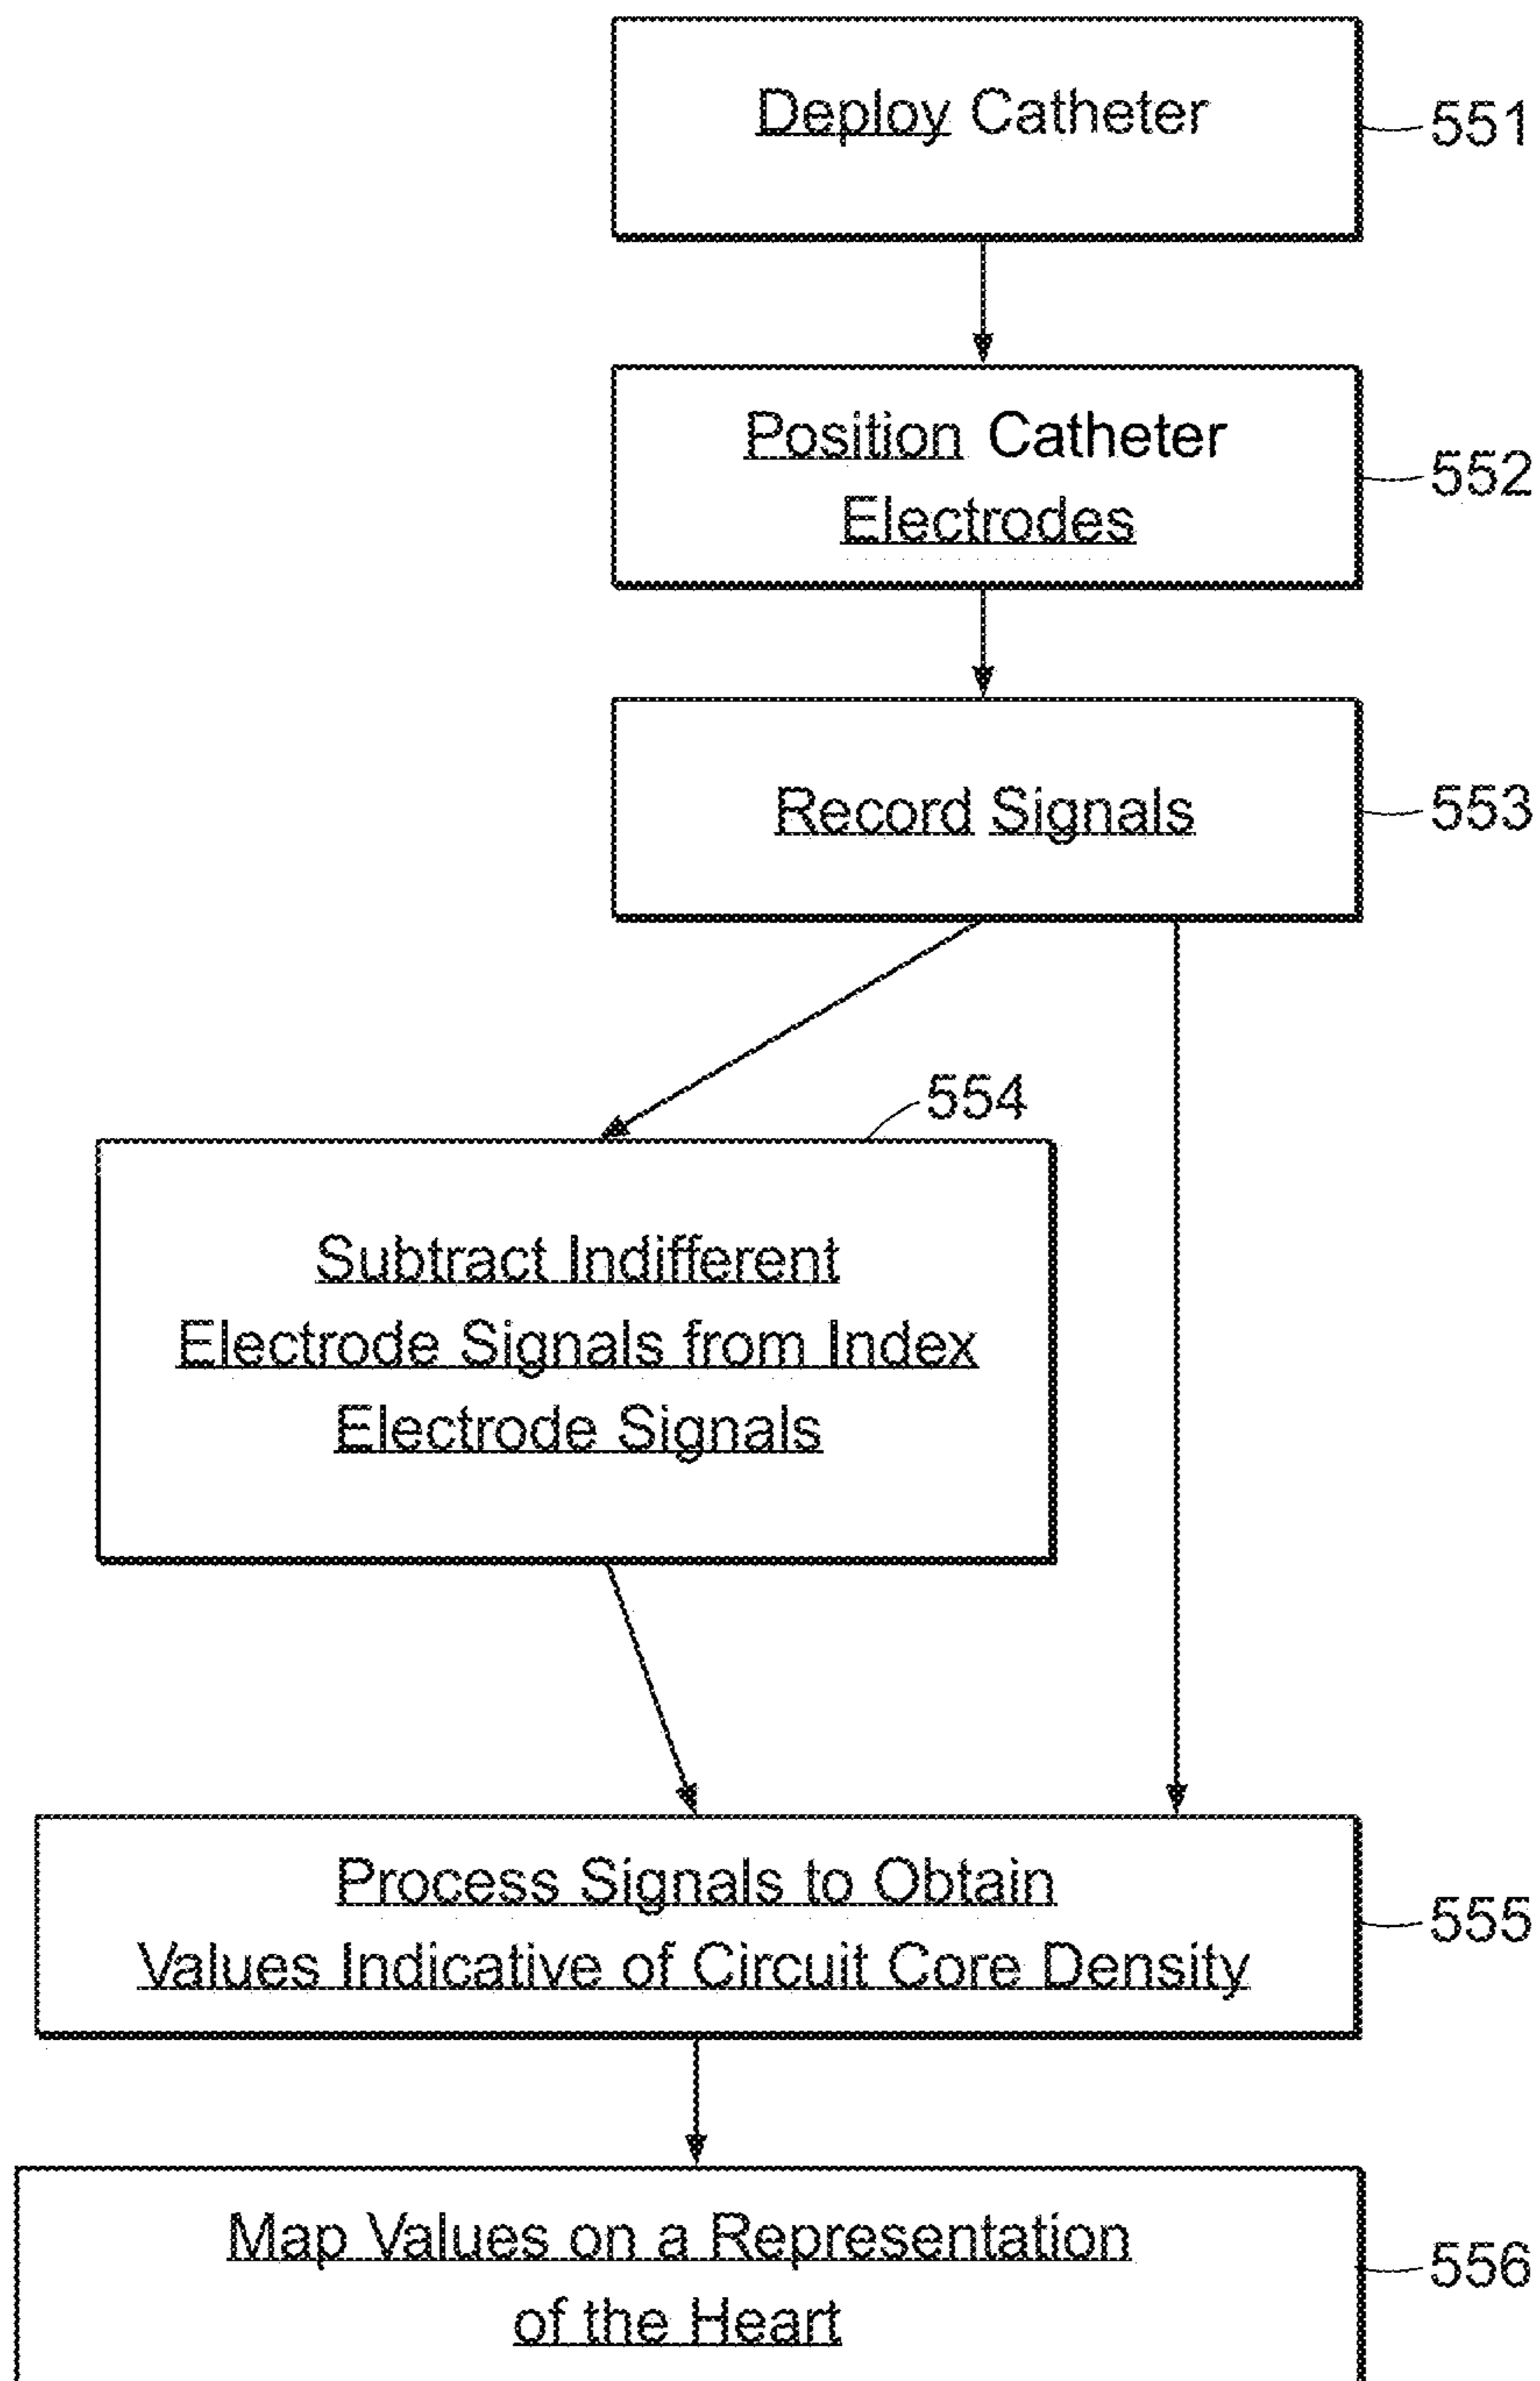 Deploy Catheter
551
Position Catheter
Electrodes
552
Record Signals
553
554
Subtract Indifferent
Electrode Signals from Index
Electrode Signals
Process Signals to Obtain
Values Indicative of Circuit Core Density
555
Map Values on a Representation
of the Heart
556